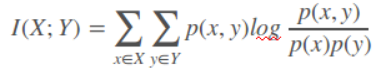 I(X; Y) = ∑x∈X ∑y∈Y p(x, y)log p(x, y) / p(x)p(y)